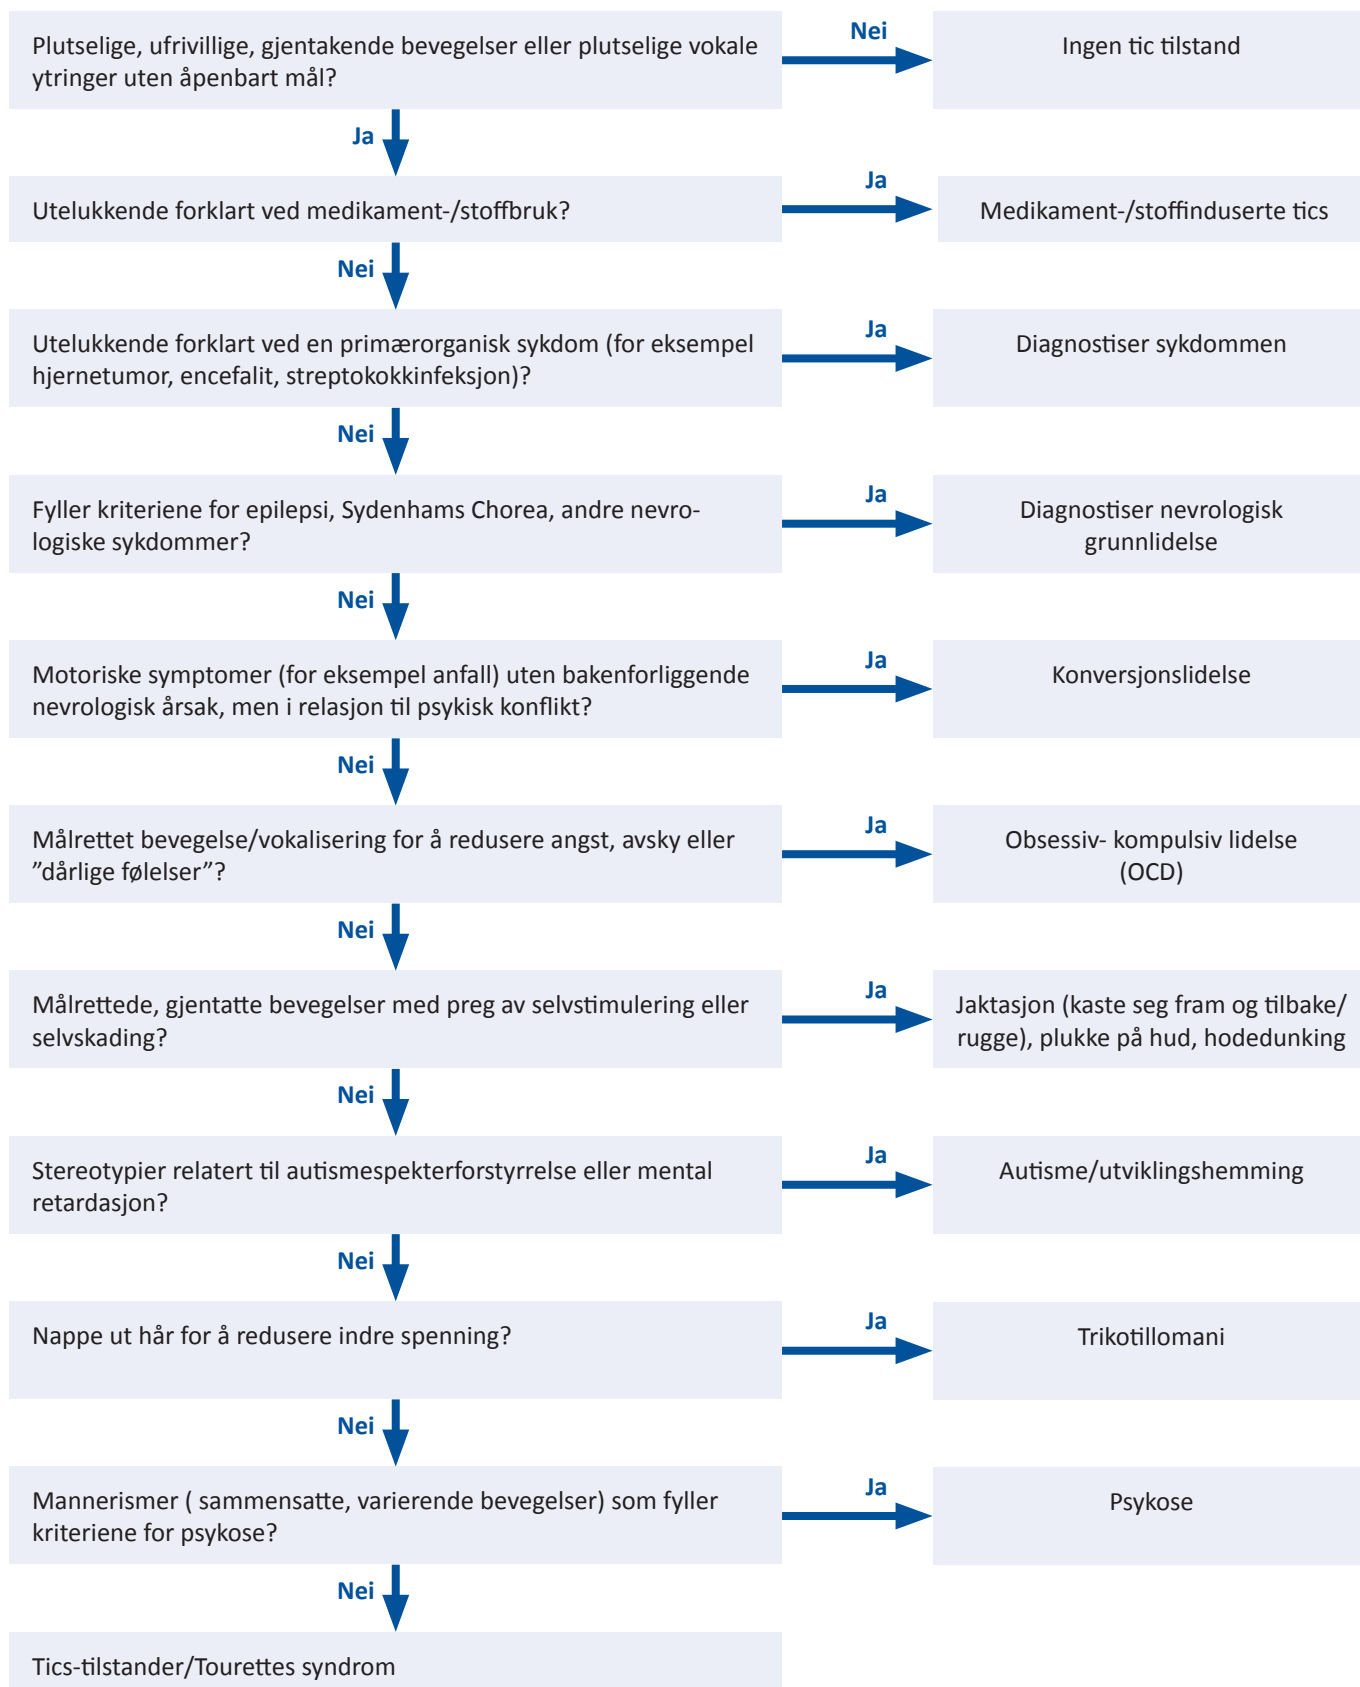 Plutselige, ufrivillige, gjentakende bevegelser eller plutselige vokale
ytringer uten åpenbart mål?
Nei
Ingen tic tilstand
Ja
Utelukkende forklart ved medikament-/stoffbruk?
Ja
Medikament-/stoffinduserte tics
Nei
Utelukkende forklart ved en primærorganisk sykdom (for eksempel
hjernetumor, encefalit, streptokokkinfeksjon)?
Ja
Diagnostiser sykdommen
Nei
Fyller kriteriene for epilepsi, Sydenhams Chorea, andre nevro-
logiske sykdommer?
Ja
Diagnostiser nevrologisk
grunnlidelse
Nei
Motoriske symptomer (for eksempel anfall) uten bakenforliggende
nevrologisk årsak, men i relasjon til psykisk konflikt?
Ja
Konversjonslidelse
Nei
Målrettet bevegelse/vokalisering for å redusere angst, avsky eller
”dårlige følelser”?
Ja
Obsessiv- kompulsiv lidelse
(OCD)
Nei
Målrettede, gjentatte bevegelser med preg av selvstimulering eller
selvskading?
Ja
Jaktasjon (kaste seg fram og tilbake/
rugge), plukke på hud, hodedunking
Nei
Stereotypier relatert til autismespekterforstyrrelse eller mental
retardasjon?
Ja
Autisme/utviklingshemming
Nei
Nappe ut hår for å redusere indre spenning?
Ja
Trikotillomani
Nei
Mannerismer ( sammensatte, varierende bevegelser) som fyller
kriteriene for psykose?
Ja
Psykose
Nei
Tics-tilstander/Tourettes syndrom